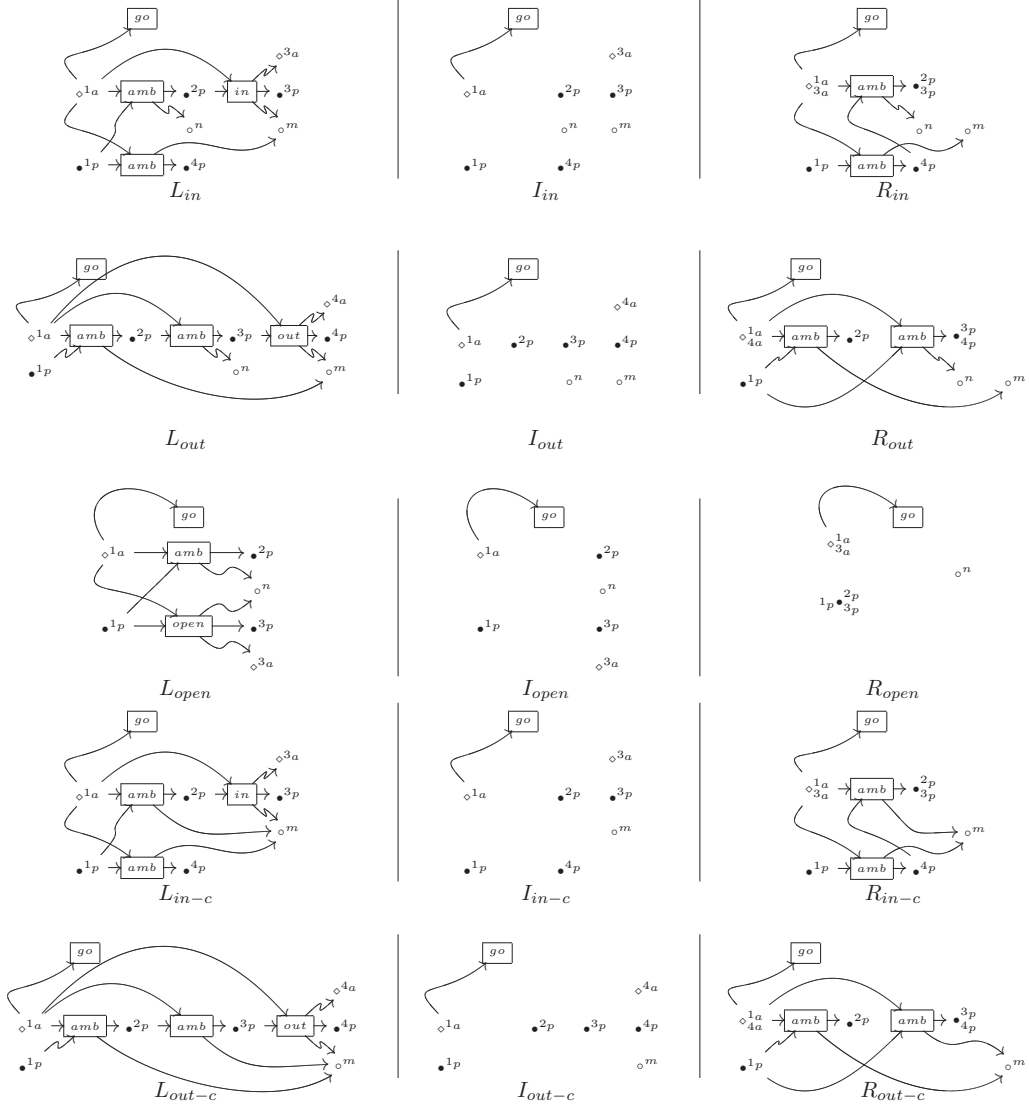 go go go
3a 3a
1a amb 2p in 3p 1a 2p 3p 1a 3a amb 2p 3p
n m n m n m
1p amb 4p 1p 4p 1p amb 4p
L_in I_in R_in
go go go
4a 4a
1a amb 2p amb 3p out 4p 1a 2p 3p 4p 1a 4a amb 2p amb 3p 4p
1p n m 1p n m 1p n m
L_out I_out R_out
go go go
1a amb 2p 1a 2p 1a 3a
n n n
1p open 3p 1p 3p 1p 2p 3p
3a 3a
L_open I_open R_open
go go go
3a 3a
1a amb 2p in 3p 1a 2p 3p 1a 3a amb 2p 3p
m m m
1p amb 4p 1p 4p 1p amb 4p
L_in−c I_in−c R_in−c
go go go
4a 4a
1a amb 2p amb 3p out 4p 1a 2p 3p 4p 1a 4a amb 2p amb 3p 4p
1p m 1p m 1p m
L_out−c I_out−c R_out−c